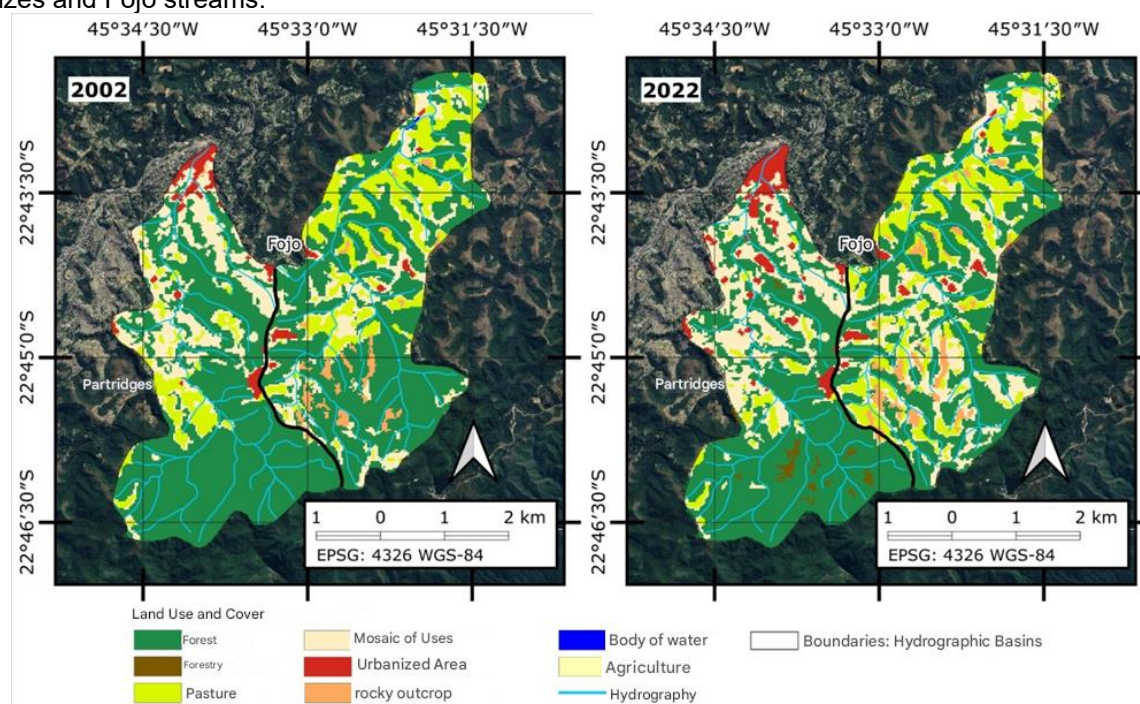 izes and Fojo streams.
45°34′30″W 45°33′0″W 45°31′30″W
45°34′30″W 45°33′0″W 45°31′30″W
2002
2022
22°43′30″S
22°43′30″S
Fojo
Fojo
22°45′0″S
22°45′0″S
Partridges
Partridges
22°46′30″S
22°46′30″S
1 0 1 2 km
EPSG: 4326 WGS-84
1 0 1 2 km
EPSG: 4326 WGS-84
Land Use and Cover
Forest
Mosaic of Uses
Body of water
Boundaries: Hydrographic Basins
Forestry
Urbanized Area
Agriculture
Pasture
rocky outcrop
Hydrography